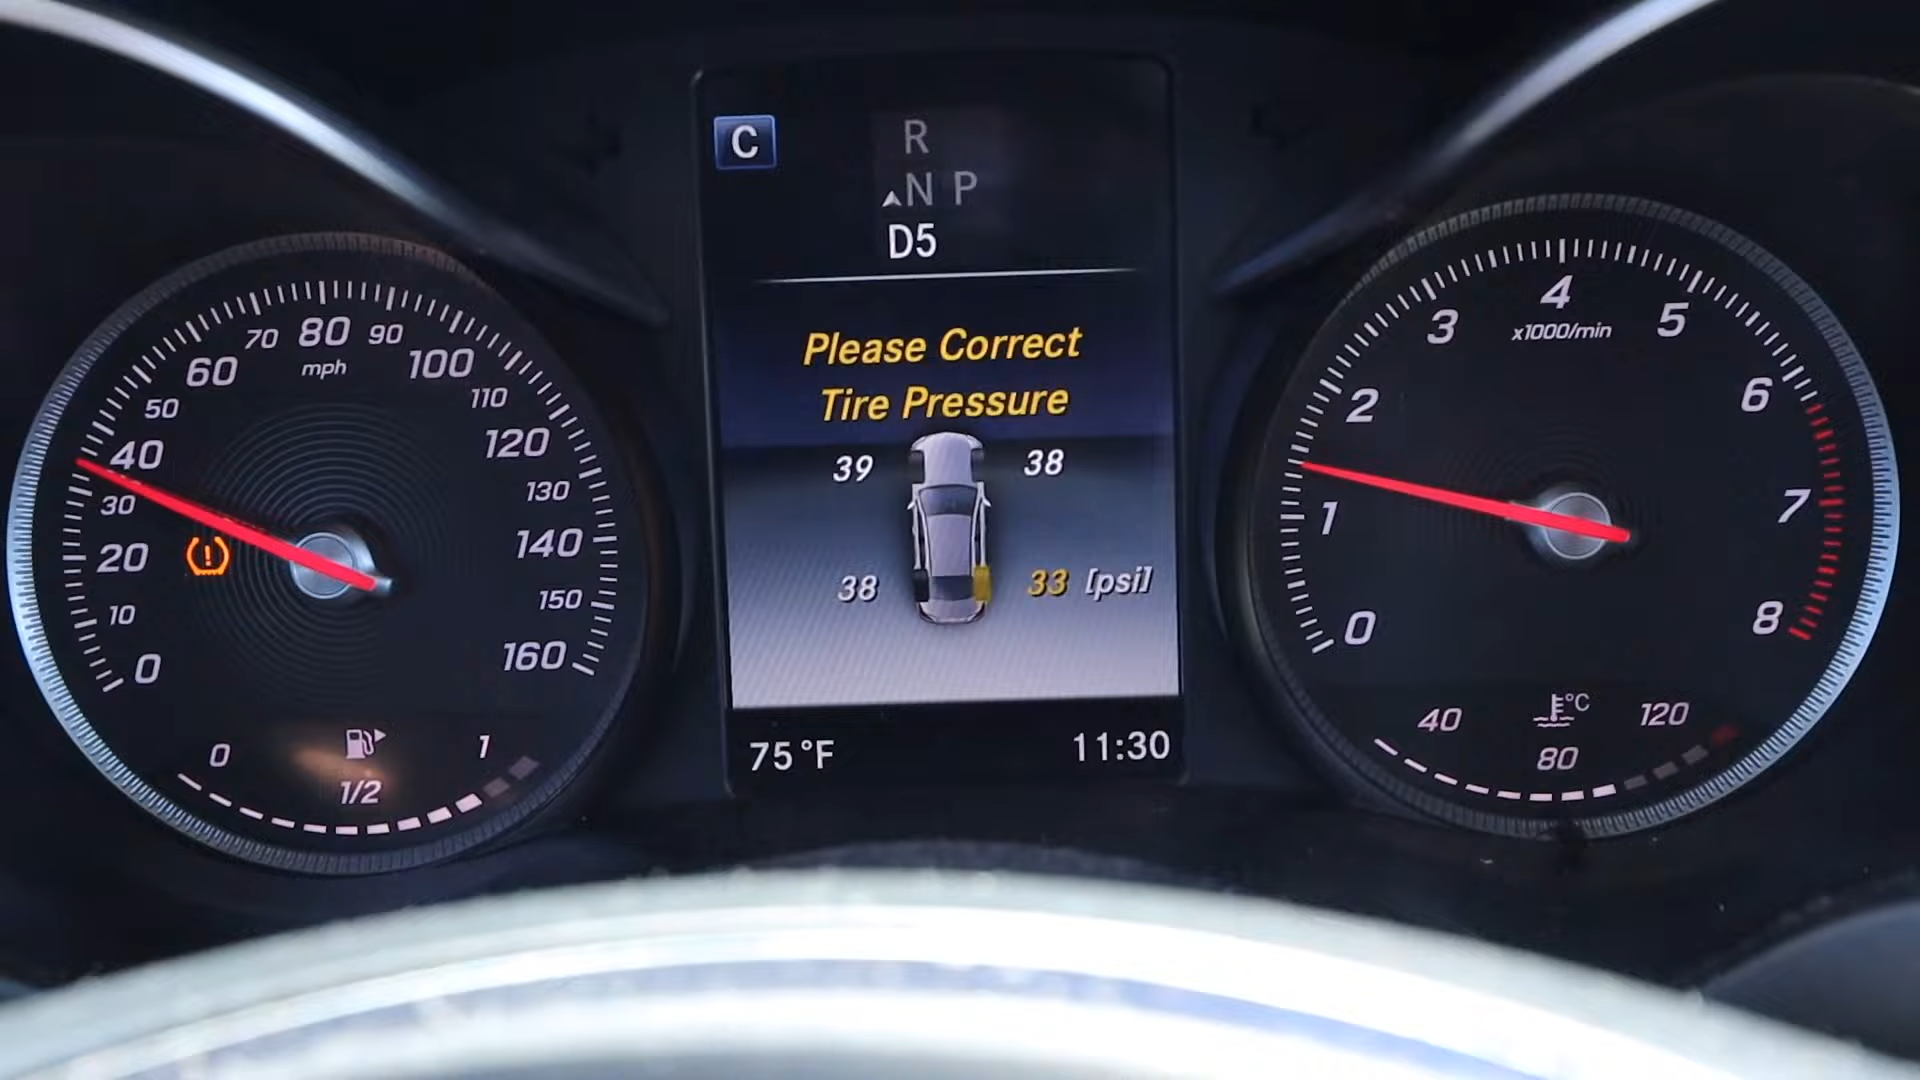 C
R
N P
D5
Please Correct
Tire Pressure
39 38
38 33 [psi]
75°F 11:30
0
10
20
30
40
50
60
70
80
90
100
110
120
130
140
150
160
mph
0 1/2 1
0
1
2
3
4
5
6
7
8
x1000/min
40 80 120
°C